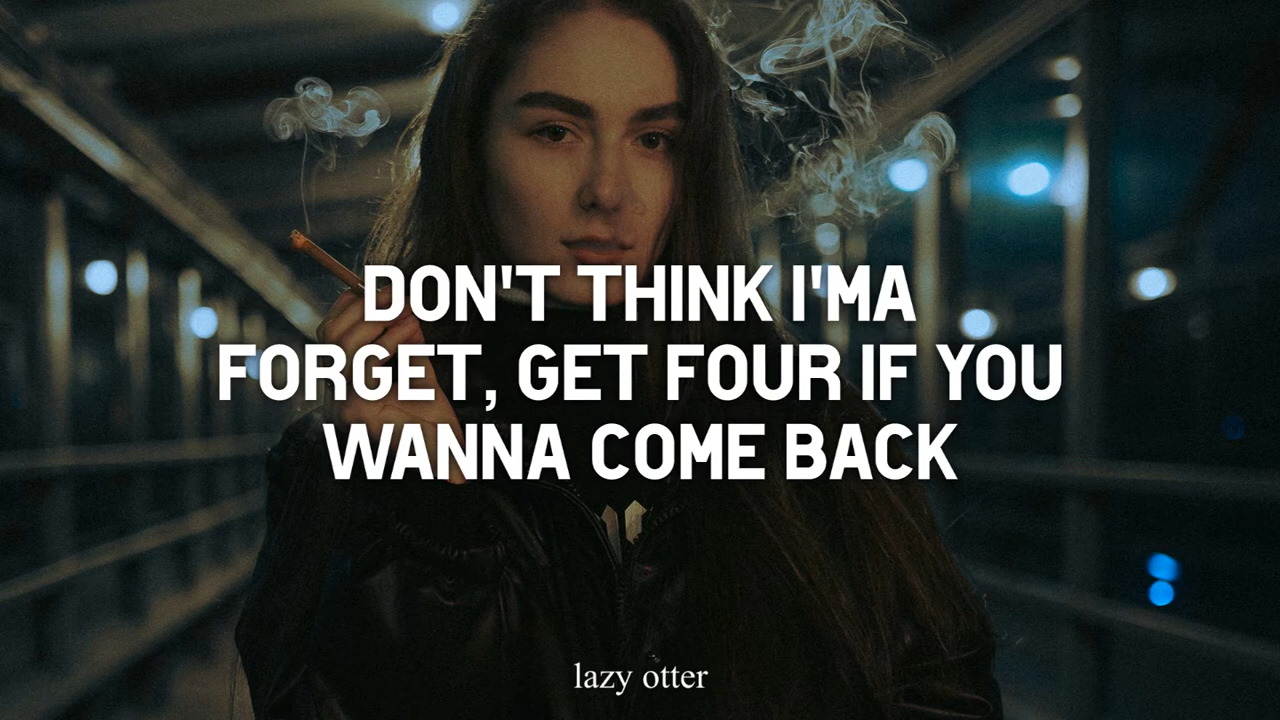 DON'T THINK I'MA
FORGET, GET FOUR IF YOU
WANNA COME BACK
lazy otter